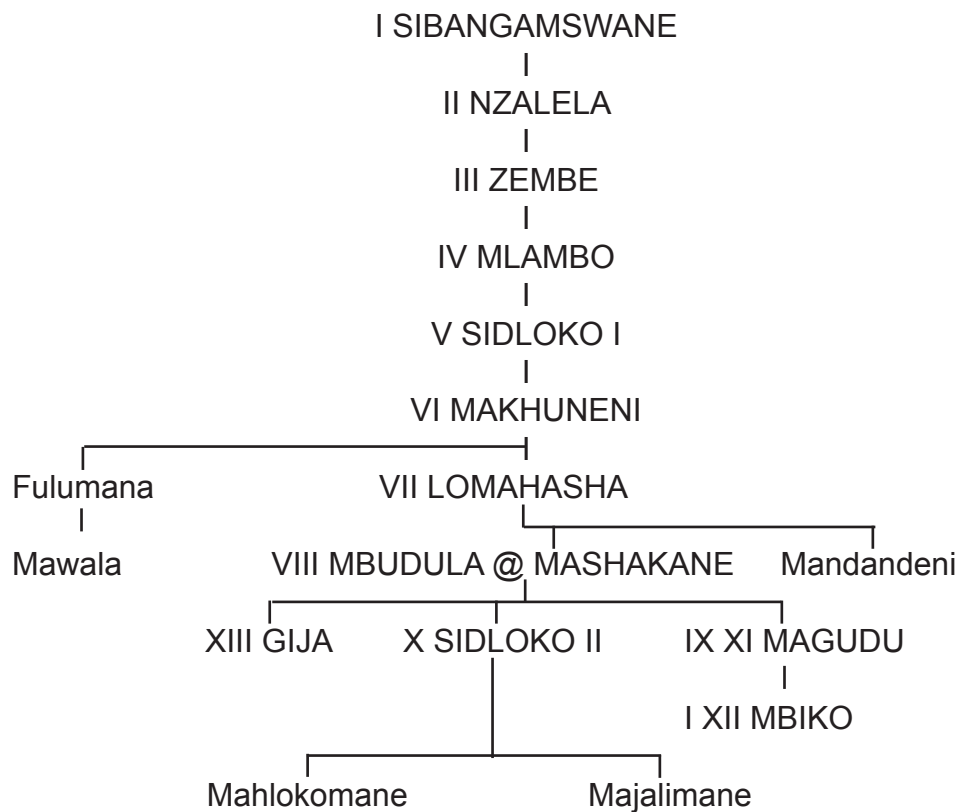 I SIBANGAMSWANE
II NZALELA
III ZEMBE
IV MLAMBO
V SIDLOKO I
VI MAKHUNENI
Fulumana VII LOMAHASHA
Mawala VIII MBUDULA @ MASHAKANE Mandandeni
XIII GIJA X SIDLOKO II IX XI MAGUDU
I XII MBIKO
Mahlokomane Majalimane